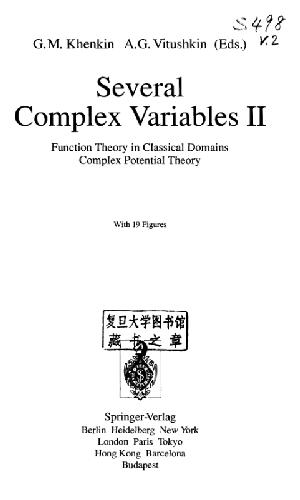 S498
V.2
G.M. Khenkin A.G. Vitushkin (Eds.)
Several
Complex Variables II
Function Theory in Classical Domains
Complex Potential Theory
With 19 Figures
复旦大学图书馆
藏书之章
Springer-Verlag
Berlin Heidelberg New York
London Paris Tokyo
Hong Kong Barcelona
Budapest